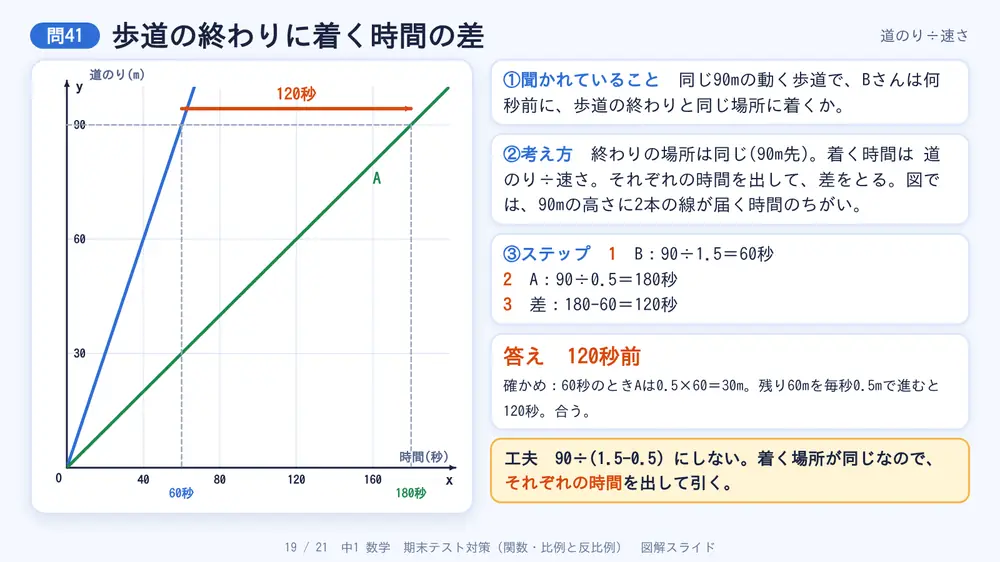 問41 歩道の終わりに着く時間の差
道のり÷速さ
道のり(m)
y
120秒
90
A
60
30
時間(秒)
0
40
80
120
160
x
60秒
180秒
①聞かれていること 同じ90mの動く歩道で、Bさんは何
秒前に、歩道の終わりと同じ場所に着くか。
②考え方 終わりの場所は同じ(90m先)。着く時間は 道
のり÷速さ。それぞれの時間を出して、差をとる。図で
は、90mの高さに2本の線が届く時間のちがい。
③ステップ 1 B：90÷1.5＝60秒
2 A：90÷0.5＝180秒
3 差：180-60＝120秒
答え 120秒前
確かめ：60秒のときAは0.5×60＝30m。残り60mを毎秒0.5mで進むと
120秒。合う。
工夫 90÷(1.5-0.5) にしない。着く場所が同じなので、
それぞれの時間を出して引く。
19 / 21 中1 数学 期末テスト対策（関数・比例と反比例） 図解スライド